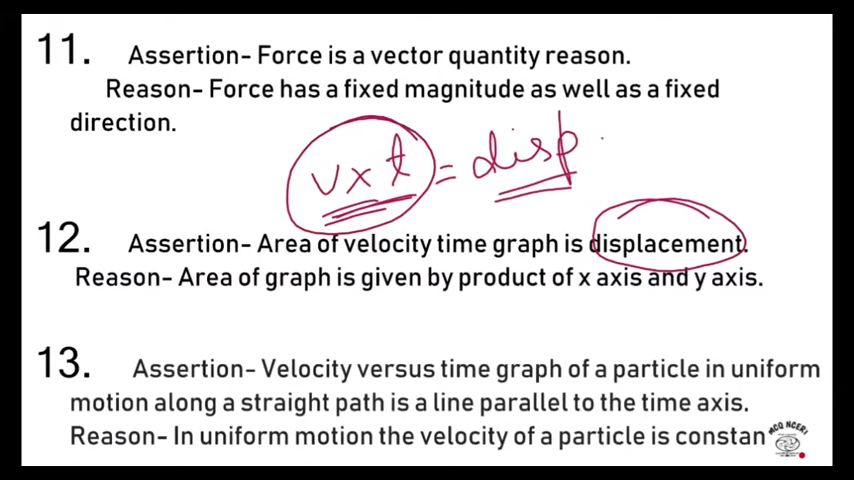 11. Assertion- Force is a vector quantity reason.
Reason- Force has a fixed magnitude as well as a fixed
direction.
v x t = disp
12. Assertion- Area of velocity time graph is displacement.
Reason- Area of graph is given by product of x axis and y axis.
13. Assertion- Velocity versus time graph of a particle in uniform
motion along a straight path is a line parallel to the time axis.
Reason- In uniform motion the velocity of a particle is constan
MCQ NCERT